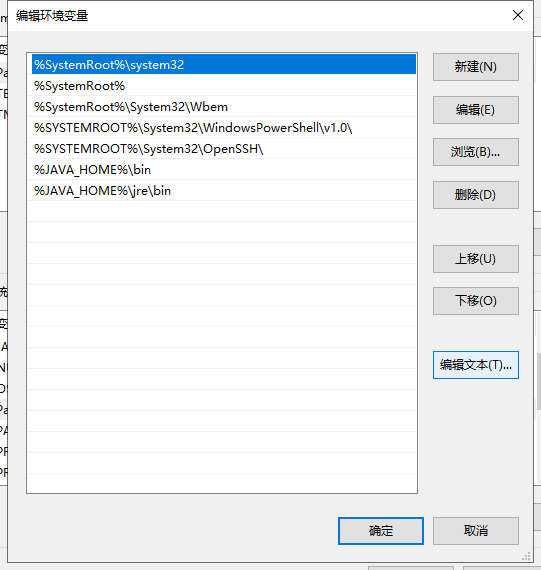 编辑环境变量
%SystemRoot%\system32
%SystemRoot%
%SystemRoot%\System32\Wbem
%SYSTEMROOT%\System32\WindowsPowerShell\v1.0\
%SYSTEMROOT%\System32\OpenSSH\
%JAVA_HOME%\bin
%JAVA_HOME%\jre\bin
新建(N)
编辑(E)
浏览(B)...
删除(D)
上移(U)
下移(O)
编辑文本(T)...
确定
取消